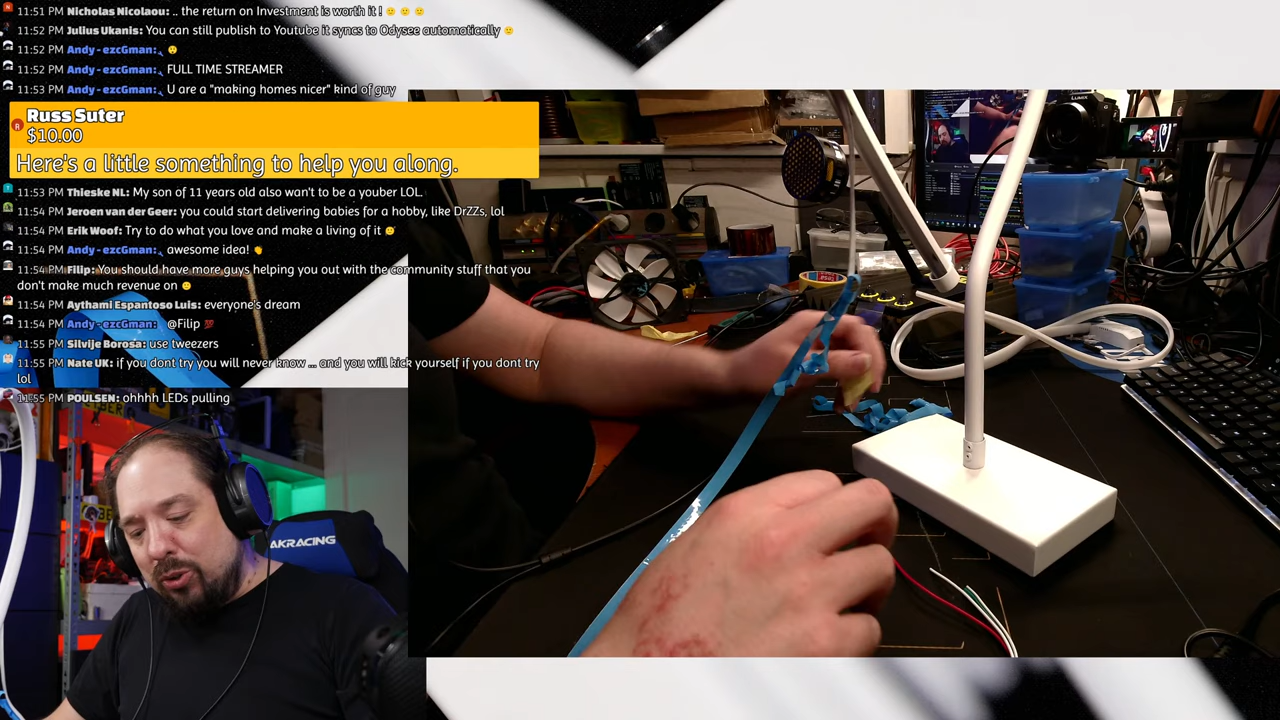 11:51 PM Nicholas Nicolaou: .. the return on Investment is worth it ! 🙂 🙂 🙂
11:52 PM Julius Ukanis: You can still publish to Youtube it syncs to Odysee automatically 🙂
11:52 PM Andy - ezcGman: 😲
11:52 PM Andy - ezcGman: FULL TIME STREAMER
11:53 PM Andy - ezcGman: U are a "making homes nicer" kind of guy
Russ Suter
$10.00
Here's a little something to help you along.
11:53 PM Thieske NL: My son of 11 years old also wan't to be a youber LOL.
11:54 PM Jeroen van der Geer: you could start delivering babies for a hobby, like DrZZs, lol
11:54 PM Erik Woof: Try to do what you love and make a living of it 😊
11:54 PM Andy - ezcGman: awesome idea! 👏
11:54 PM Filip: You should have more guys helping you out with the community stuff that you
don't make much revenue on 🙂
11:54 PM Aythami Espantoso Luis: everyone's dream
11:54 PM Andy - ezcGman: @Filip 💯
11:55 PM Silvije Borosa: use tweezers
11:55 PM Nate UK: if you dont try you will never know ... and you will kick yourself if you dont try
lol
11:55 PM POULSEN: ohhhh LEDs pulling
AKRACING
LUMIX
tesa